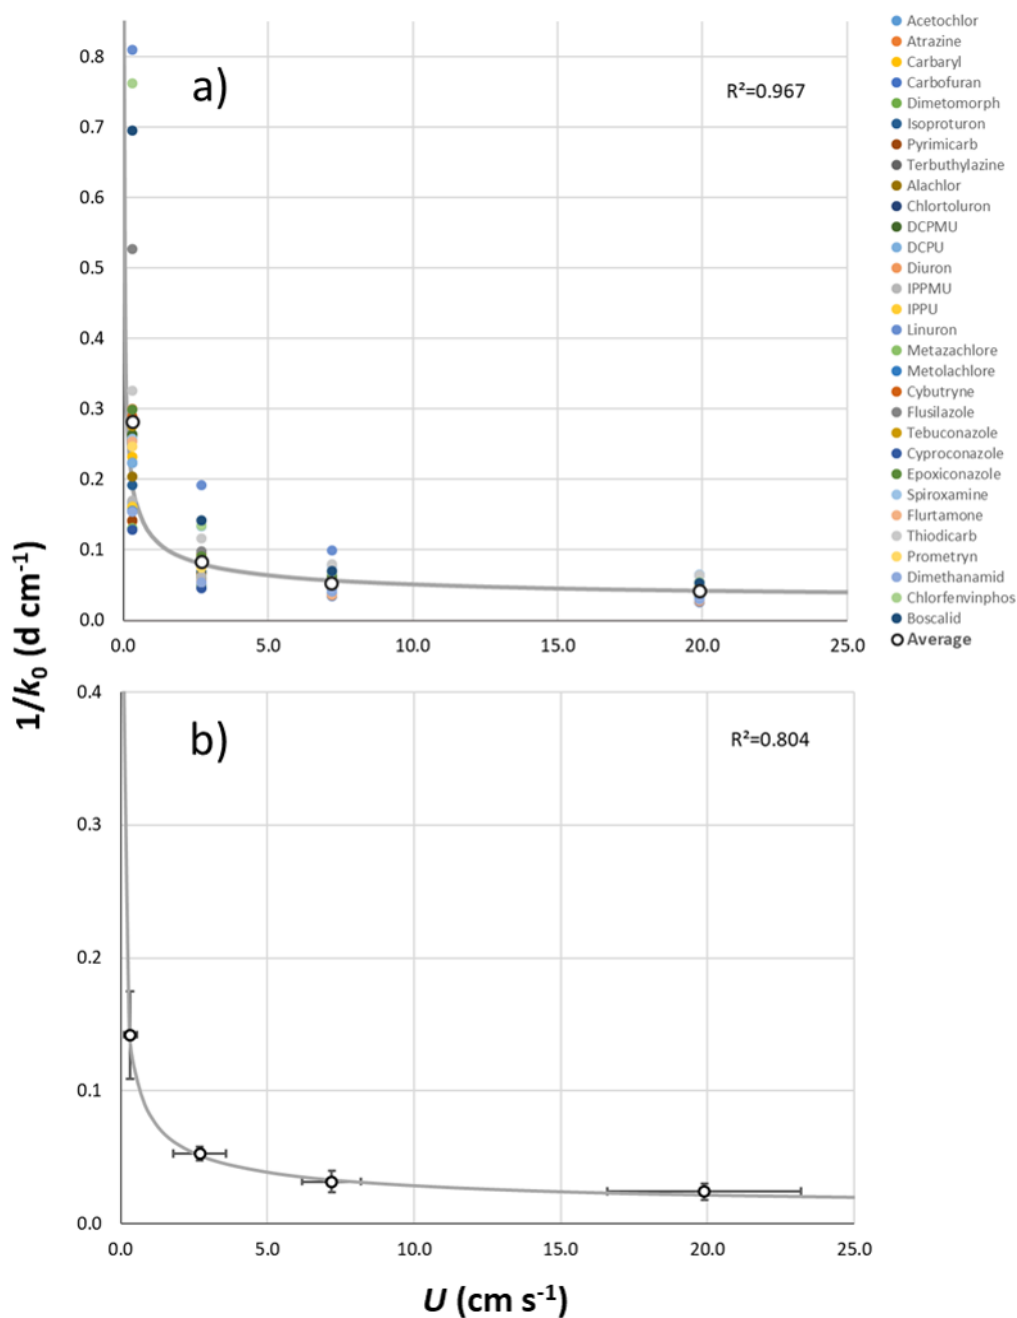 a)
R²=0.967
0.8
0.7
0.6
0.5
0.4
0.3
0.2
0.1
0.0
0.0 5.0 10.0 15.0 20.0 25.0
Acetochlor
Atrazine
Carbaryl
Carbofuran
Dimetomorph
Isoproturon
Pyrimicarb
Terbuthylazine
Alachlor
Chlortoluron
DCPMU
DCPU
Diuron
IPPMU
IPPU
Linuron
Metazachlore
Metolachlore
Cybutryne
Flusilazole
Tebuconazole
Cyproconazole
Epoxiconazole
Spiroxamine
Flurtamone
Thiodicarb
Prometryn
Dimethanamid
Chlorfenvinphos
Boscalid
Average
1/k₀ (d cm⁻¹)
b)
R²=0.804
0.4
0.3
0.2
0.1
0.0
0.0 5.0 10.0 15.0 20.0 25.0
U (cm s⁻¹)